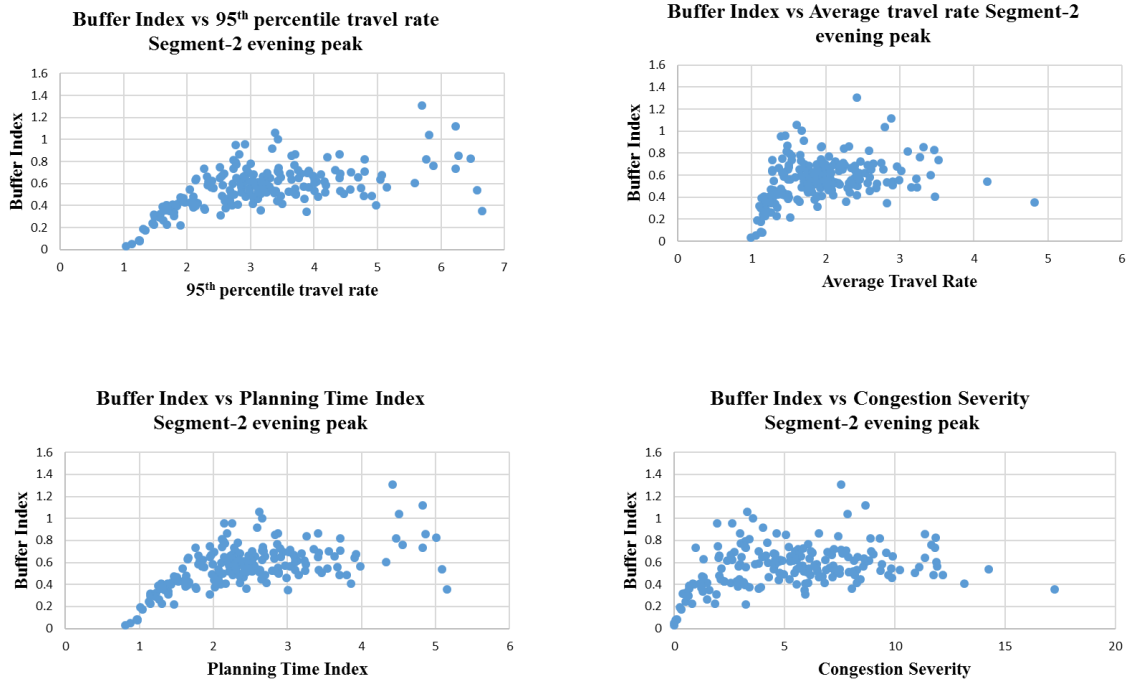 Buffer Index vs 95th percentile travel rate
Segment-2 evening peak
Buffer Index
1.6
1.4
1.2
1
0.8
0.6
0.4
0.2
0
0 1 2 3 4 5 6 7
95th percentile travel rate
Buffer Index vs Average travel rate Segment-2
evening peak
Buffer Index
1.6
1.4
1.2
1
0.8
0.6
0.4
0.2
0
0 1 2 3 4 5 6
Average Travel Rate
Buffer Index vs Planning Time Index
Segment-2 evening peak
Buffer Index
1.6
1.4
1.2
1
0.8
0.6
0.4
0.2
0
0 1 2 3 4 5 6
Planning Time Index
Buffer Index vs Congestion Severity
Segment-2 evening peak
Buffer Index
1.6
1.4
1.2
1
0.8
0.6
0.4
0.2
0
0 5 10 15 20
Congestion Severity